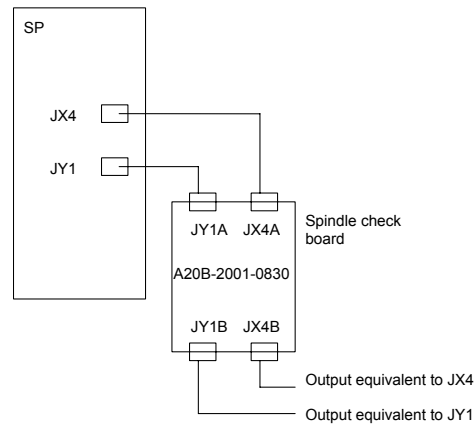 SP
JX4
JY1
JY1A JX4A
Spindle check
board
A20B-2001-0830
JY1B JX4B
Output equivalent to JX4
Output equivalent to JY1